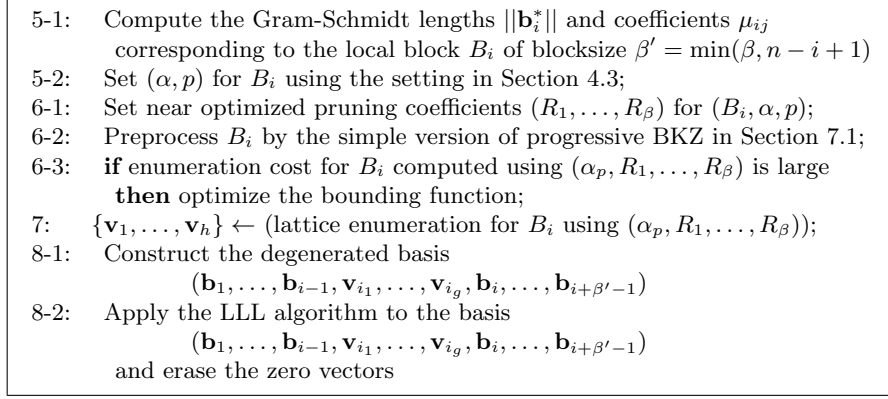 5-1: Compute the Gram-Schmidt lengths ||b*_i|| and coefficients μ_{ij}
corresponding to the local block B_i of blocksize β′ = min(β, n − i + 1)
5-2: Set (α, p) for B_i using the setting in Section 4.3;
6-1: Set near optimized pruning coefficients (R_1, . . . , R_β) for (B_i, α, p);
6-2: Preprocess B_i by the simple version of progressive BKZ in Section 7.1;
6-3: if enumeration cost for B_i computed using (α_p, R_1, . . . , R_β) is large
then optimize the bounding function;
7: {v_1, . . . , v_h} ← (lattice enumeration for B_i using (α_p, R_1, . . . , R_β));
8-1: Construct the degenerated basis
(b_1, . . . , b_{i−1}, v_{i_1}, . . . , v_{i_g}, b_i, . . . , b_{i+β′−1})
8-2: Apply the LLL algorithm to the basis
(b_1, . . . , b_{i−1}, v_{i_1}, . . . , v_{i_g}, b_i, . . . , b_{i+β′−1})
and erase the zero vectors